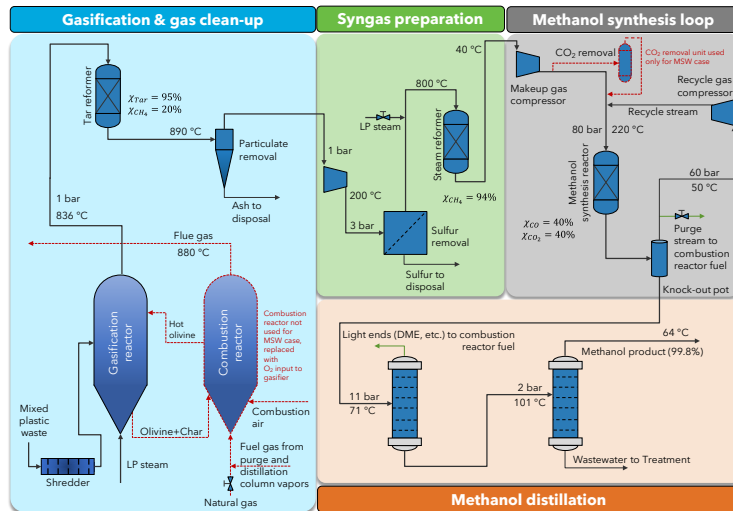 Gasification & gas clean-up
Tar reformer
χTar = 95%
χCH₄ = 20%
890 °C
Particulate
removal
Ash to
disposal
1 bar
836 °C
Flue gas
880 °C
Gasification
reactor
Hot
olivine
Combustion
reactor
Combustion
reactor not
used for
MSW case,
replaced
with
O₂ input to
gasifier
Mixed
plastic
waste
Shredder
LP steam
Olivine+Char
Combustion
air
Fuel gas from
purge and
distillation
column vapors
Natural gas
Syngas preparation
40 °C
800 °C
LP steam
Steam reformer
1 bar
200 °C
χCH₄ = 94%
3 bar
Sulfur
removal
Sulfur to
disposal
Methanol synthesis loop
CO₂ removal
CO₂ removal unit used
only for MSW case
Makeup gas
compressor
Recycle gas
compressor
Recycle stream
80 bar
220 °C
Methanol
synthesis reactor
60 bar
50 °C
χCO = 40%
χCO₂ = 40%
Purge
stream to
combustion
reactor fuel
Knock-out pot
Light ends (DME, etc.) to combustion
reactor fuel
64 °C
Methanol product (99.8%)
11 bar
71 °C
2 bar
101 °C
Wastewater to Treatment
Methanol distillation